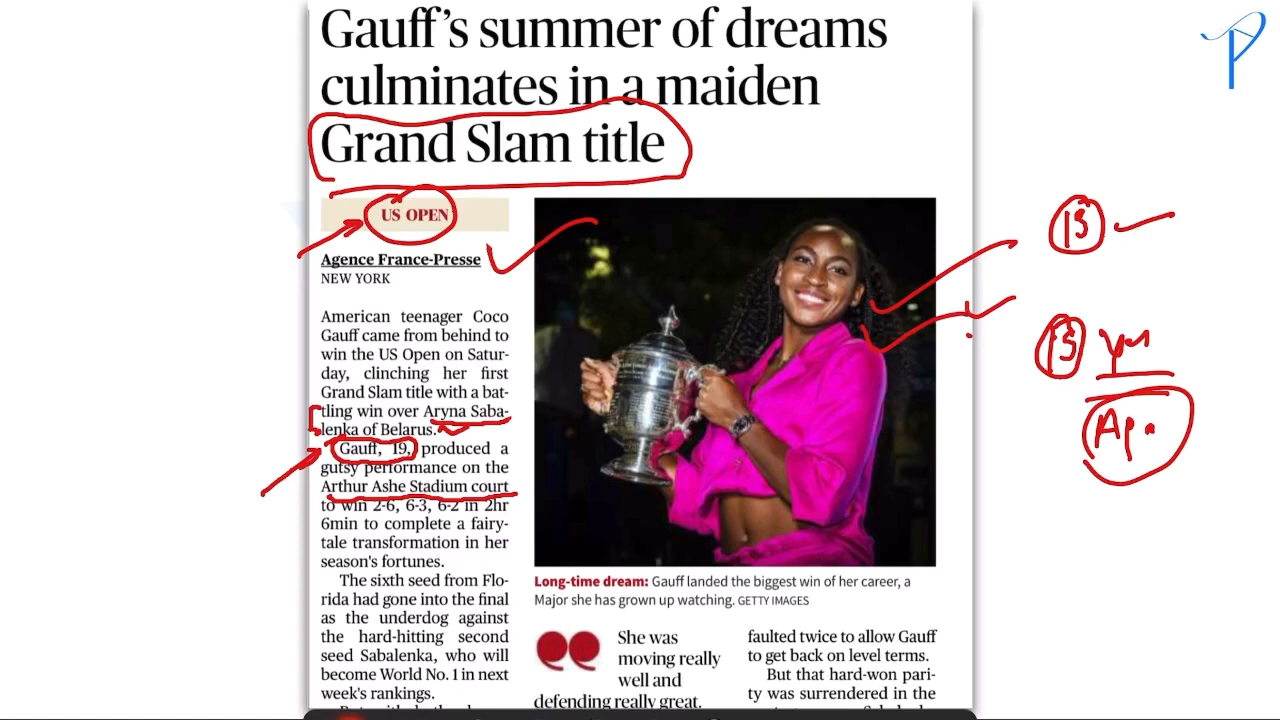 Gauff's summer of dreams
culminates in a maiden
Grand Slam title
US OPEN
Agence France-Presse
NEW YORK
American teenager Coco
Gauff came from behind to
win the US Open on Satur-
day, clinching her first
Grand Slam title with a bat-
tling win over Aryna Saba-
lenka of Belarus.
Gauff, 19, produced a
gutsy performance on the
Arthur Ashe Stadium court
to win 2-6, 6-3, 6-2 in 2hr
6min to complete a fairy-
tale transformation in her
season's fortunes.
The sixth seed from Flo-
rida had gone into the final
as the underdog against
the hard-hitting second
seed Sabalenka, who will
become World No. 1 in next
week's rankings.
Long-time dream: Gauff landed the biggest win of her career, a
Major she has grown up watching. GETTY IMAGES
She was
moving really
well and
defending really great.
faulted twice to allow Gauff
to get back on level terms.
But that hard-won pari-
ty was surrendered in the